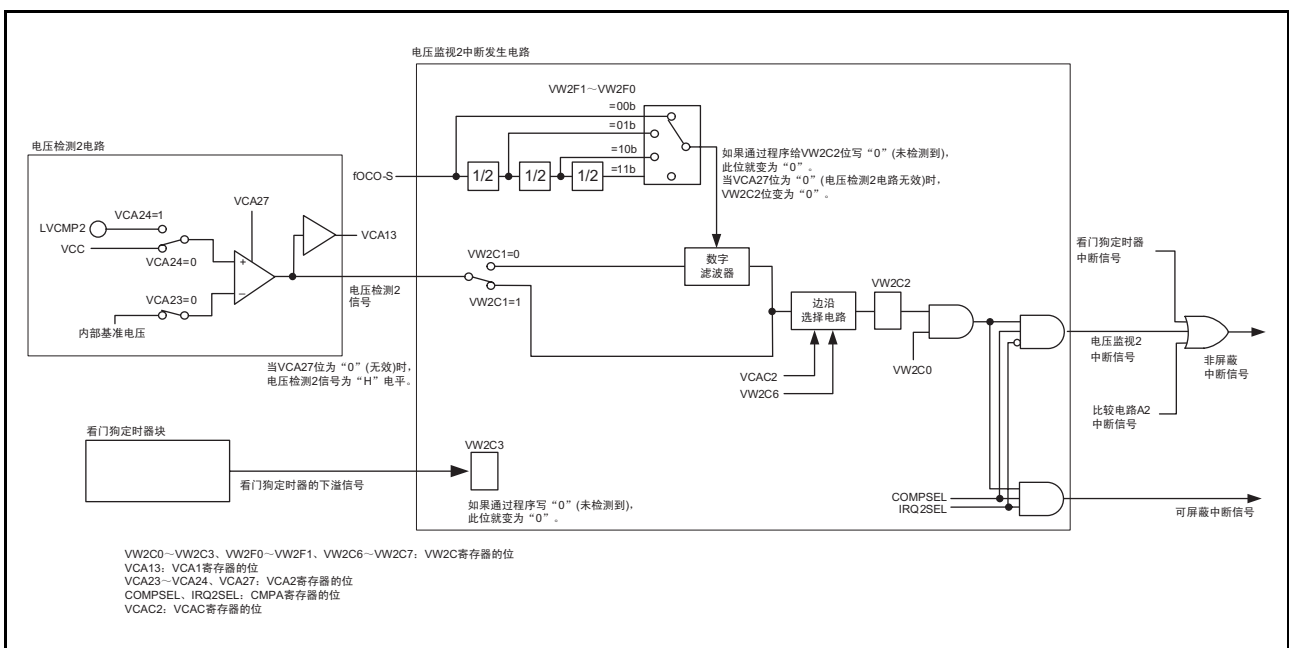 电压监视2中断发生电路
VW2F1～VW2F0
=00b
=01b
=10b
=11b
电压检测2电路
fOCO-S
1/2
1/2
1/2
如果通过程序给VW2C2位写“0”(未检测到),
此位就变为“0”。
当VCA27位为“0”(电压检测2电路无效)时,
VW2C2位变为“0”。
VCA27
VCA24=1
LVCMP2
VCC
VCA24=0
VCA13
+
−
VCA23=0
内部基准电压
电压检测2
信号
VW2C1=0
VW2C1=1
数字
滤波器
边沿
选择电路
VW2C2
VW2C0
VCAC2
VW2C6
看门狗定时器
中断信号
电压监视2
中断信号
非屏蔽
中断信号
比较电路A2
中断信号
当VCA27位为“0”(无效)时,
电压检测2信号为“H”电平。
看门狗定时器块
看门狗定时器的下溢信号
VW2C3
如果通过程序写“0”(未检测到),
此位就变为“0”。
COMPSEL
IRQ2SEL
可屏蔽中断信号
VW2C0～VW2C3、VW2F0～VW2F1、VW2C6～VW2C7：VW2C寄存器的位
VCA13：VCA1寄存器的位
VCA23～VCA24、VCA27：VCA2寄存器的位
COMPSEL、IRQ2SEL：CMPA寄存器的位
VCAC2：VCAC寄存器的位